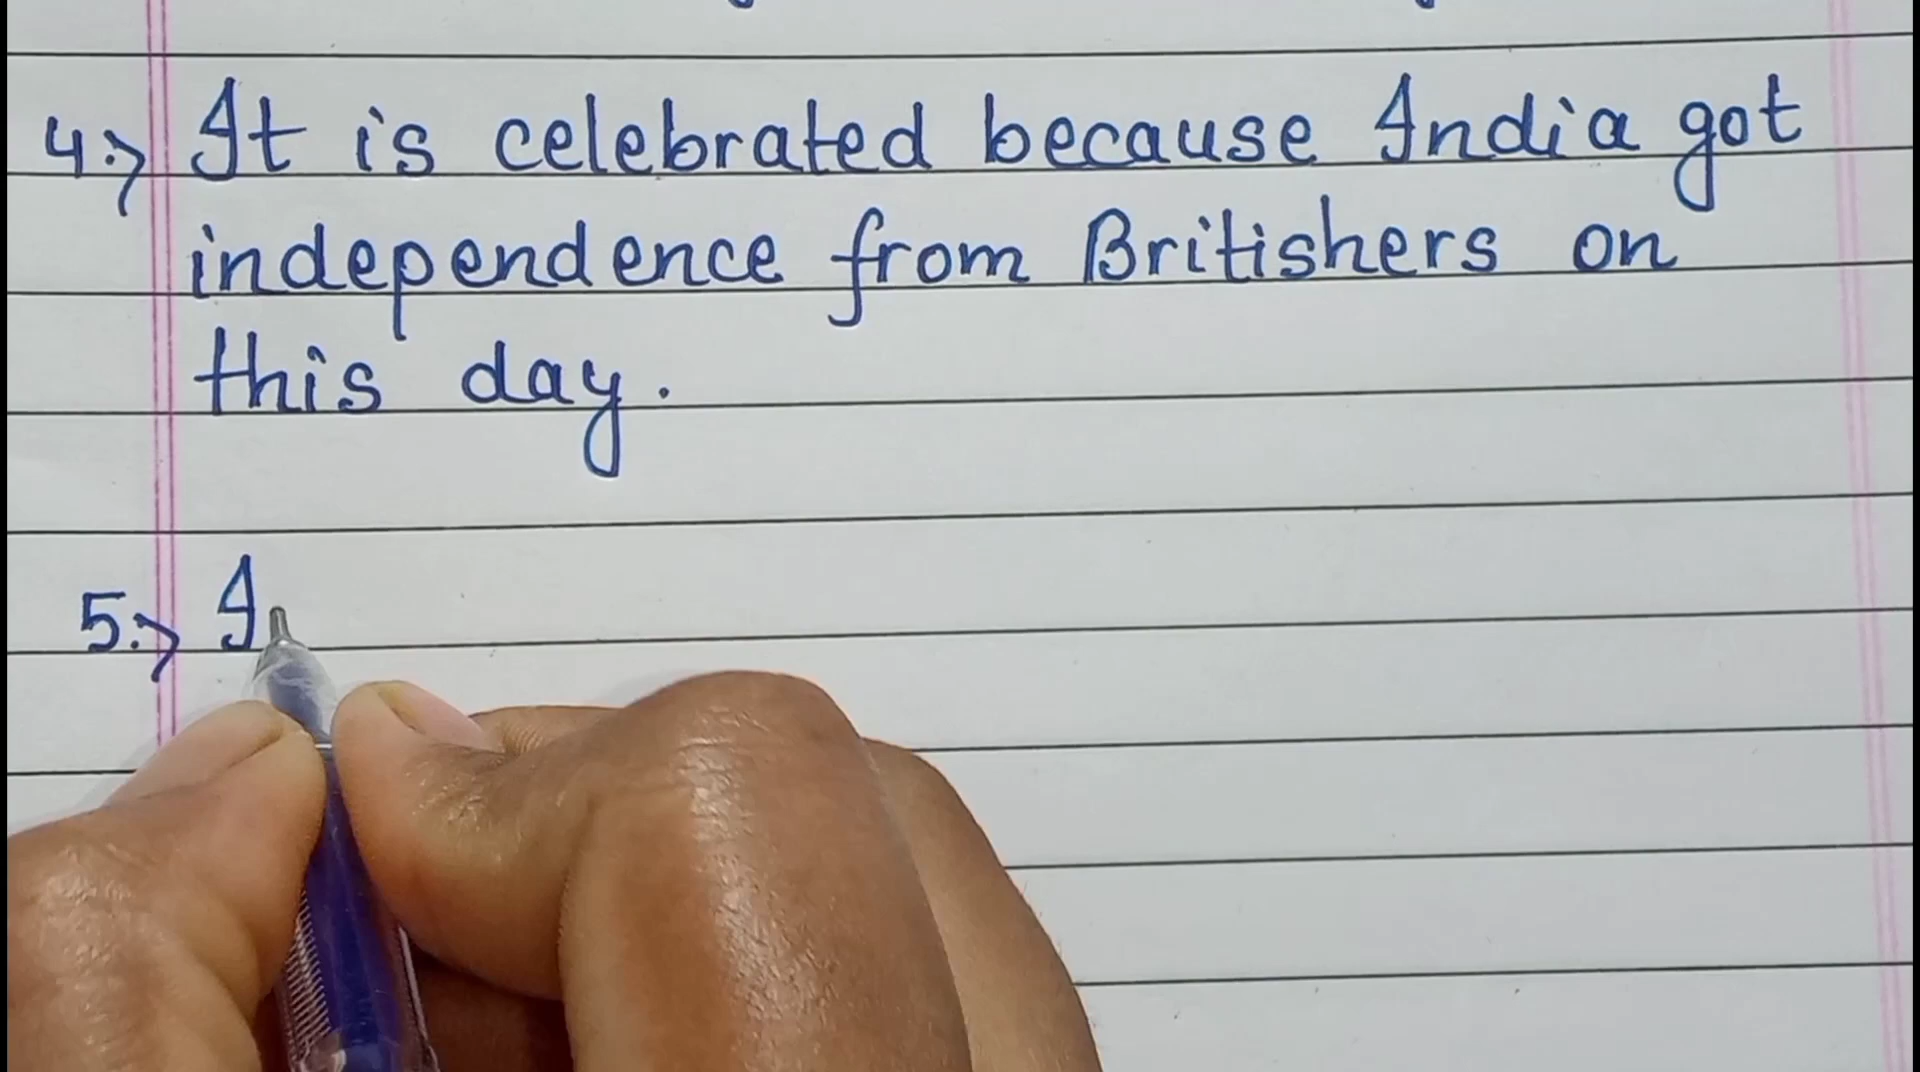 4.> It is celebrated because India got
independence from Britishers on
this day.
5.> I